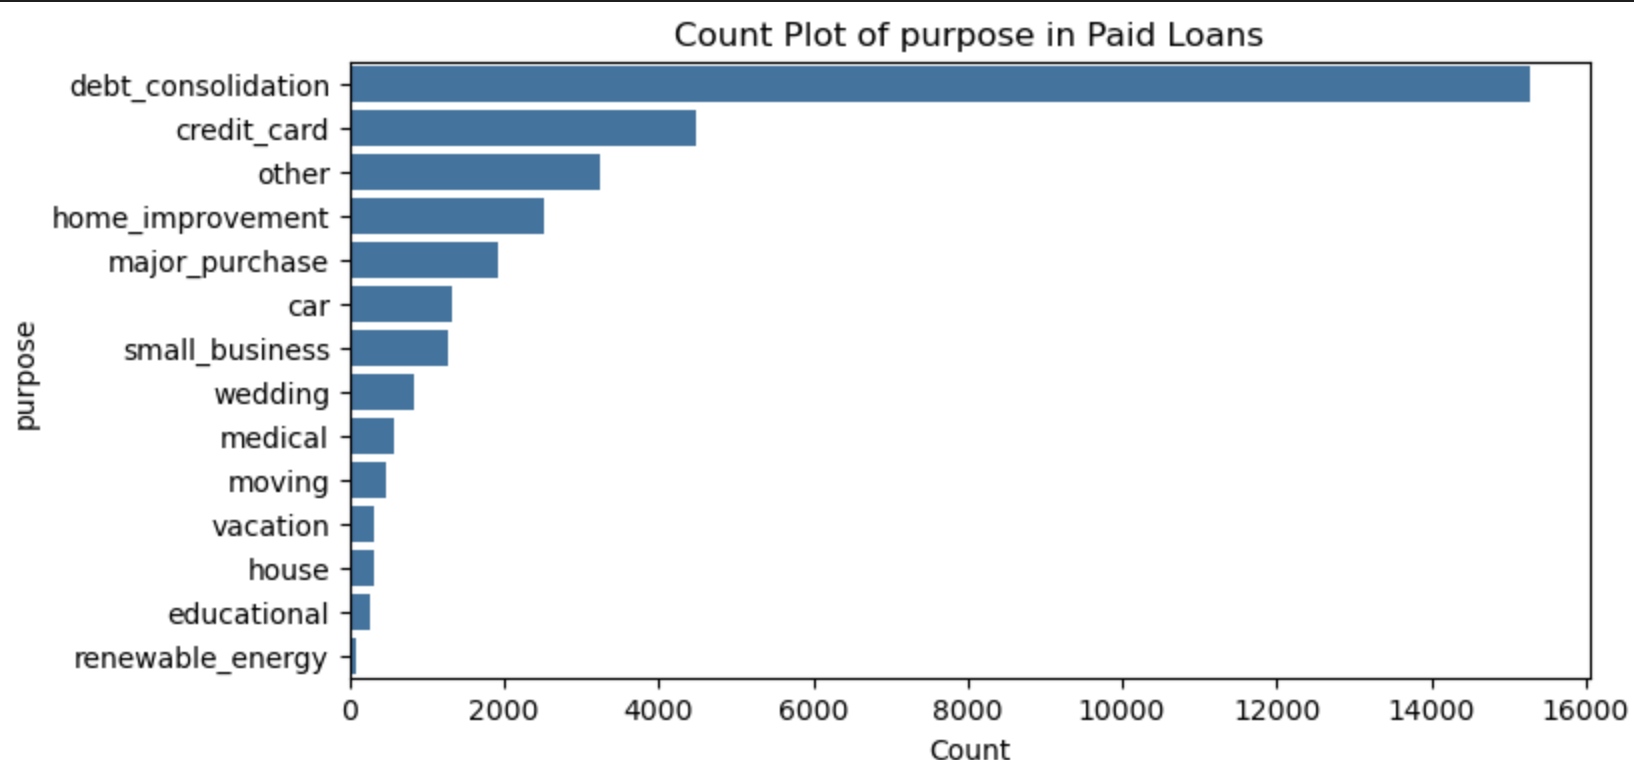 Count Plot of purpose in Paid Loans
debt_consolidation
credit_card
other
home_improvement
major_purchase
car
small_business
wedding
medical
moving
vacation
house
educational
renewable_energy
purpose
0 2000 4000 6000 8000 10000 12000 14000 16000
Count